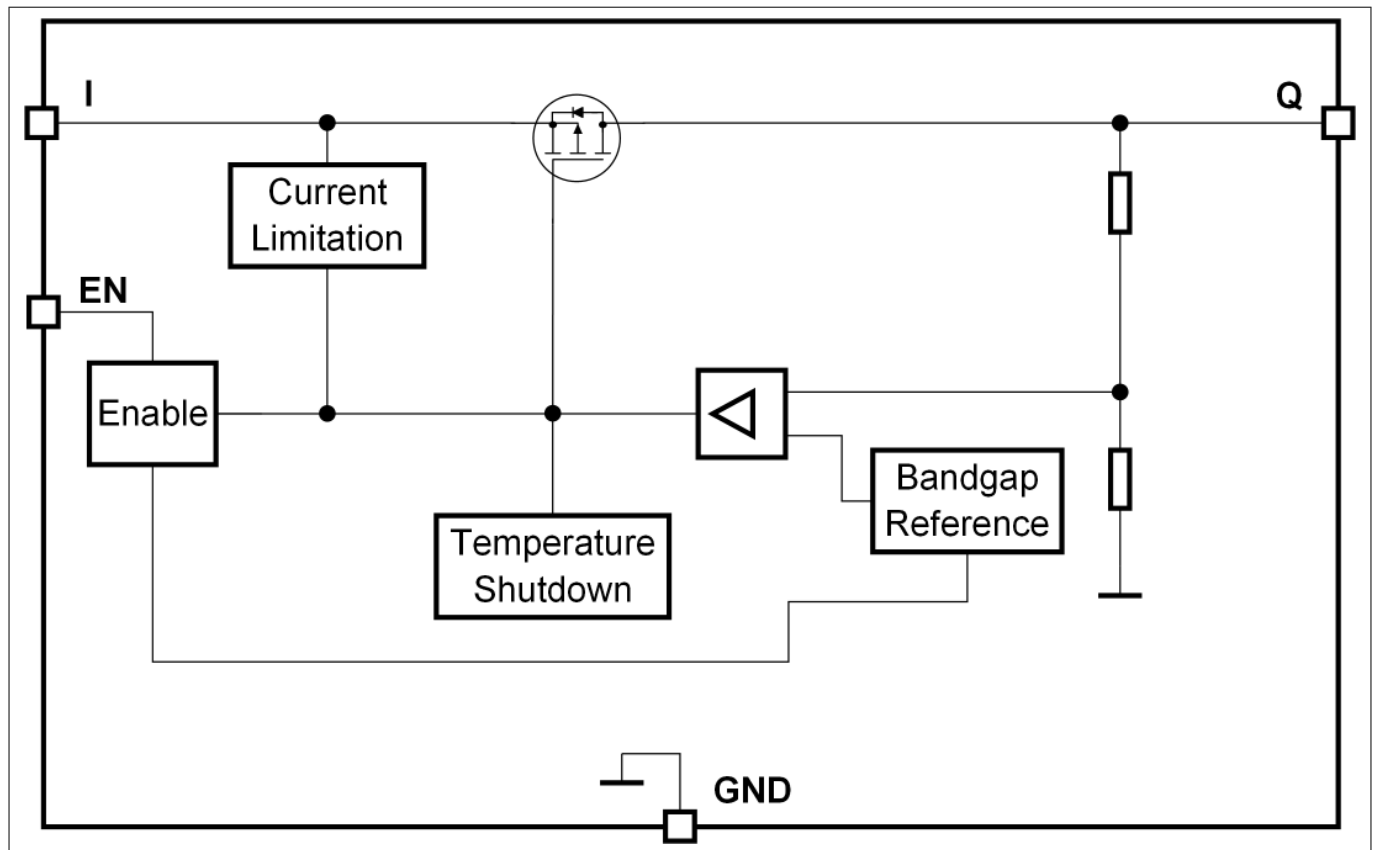 I
Q
Current
Limitation
EN
Enable
Bandgap
Reference
Temperature
Shutdown
GND